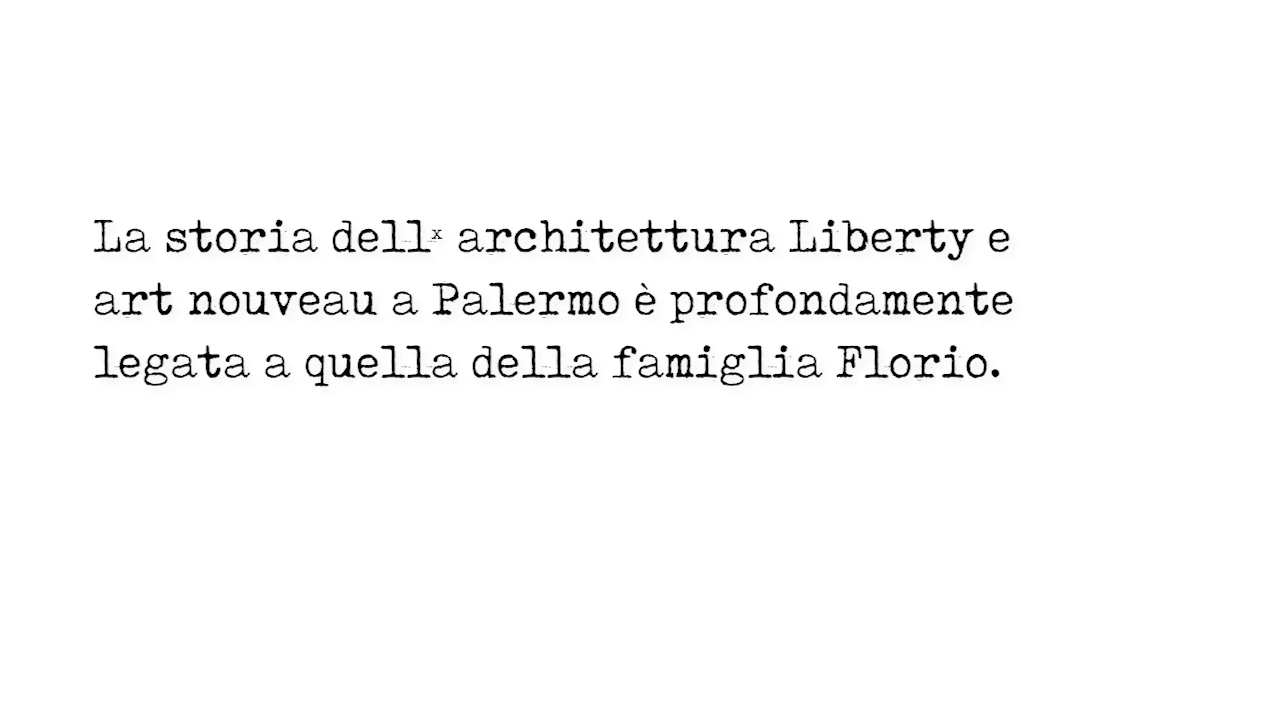 La storia dellx architettura Liberty e
art nouveau a Palermo è profondamente
legata a quella della famiglia Florio.